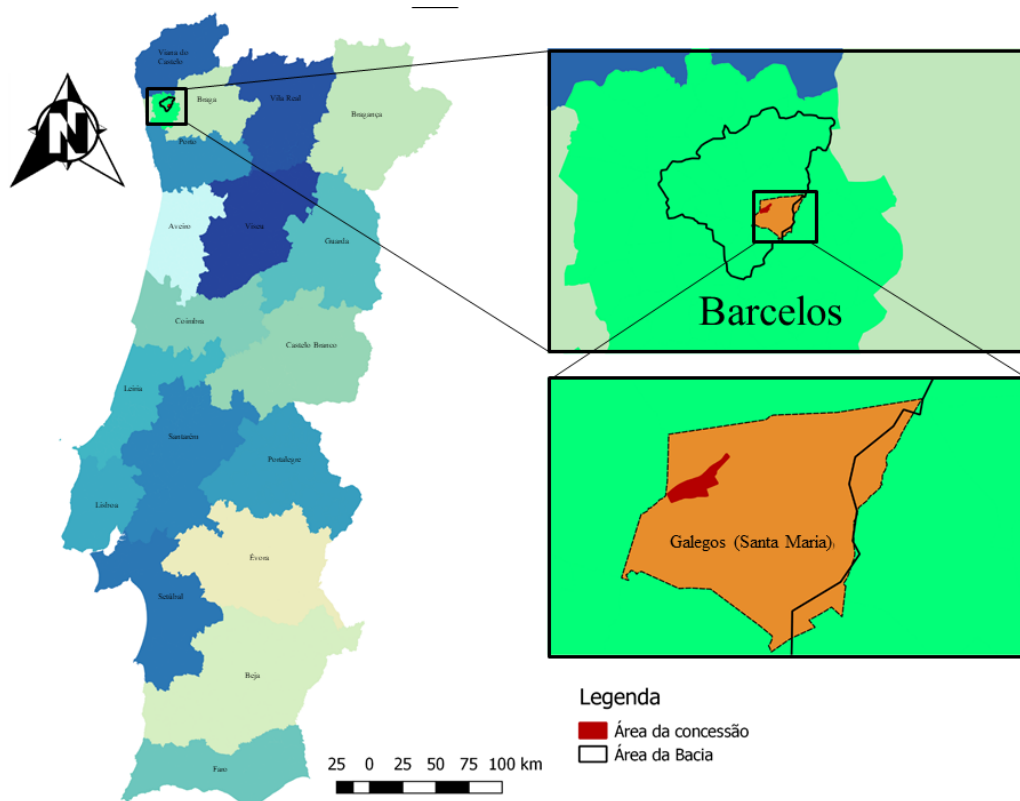 Viana do
Castelo
Braga
Vila Real
Bragança
N
Porto
Aveiro
Viseu
Guarda
Coimbra
Castelo Branco
Leiria
Santarém
Portalegre
Lisboa
Évora
Setúbal
Beja
Faro
Barcelos
Galegos (Santa Maria)
Legenda
Área da concessão
Área da Bacia
25 0 25 50 75 100 km